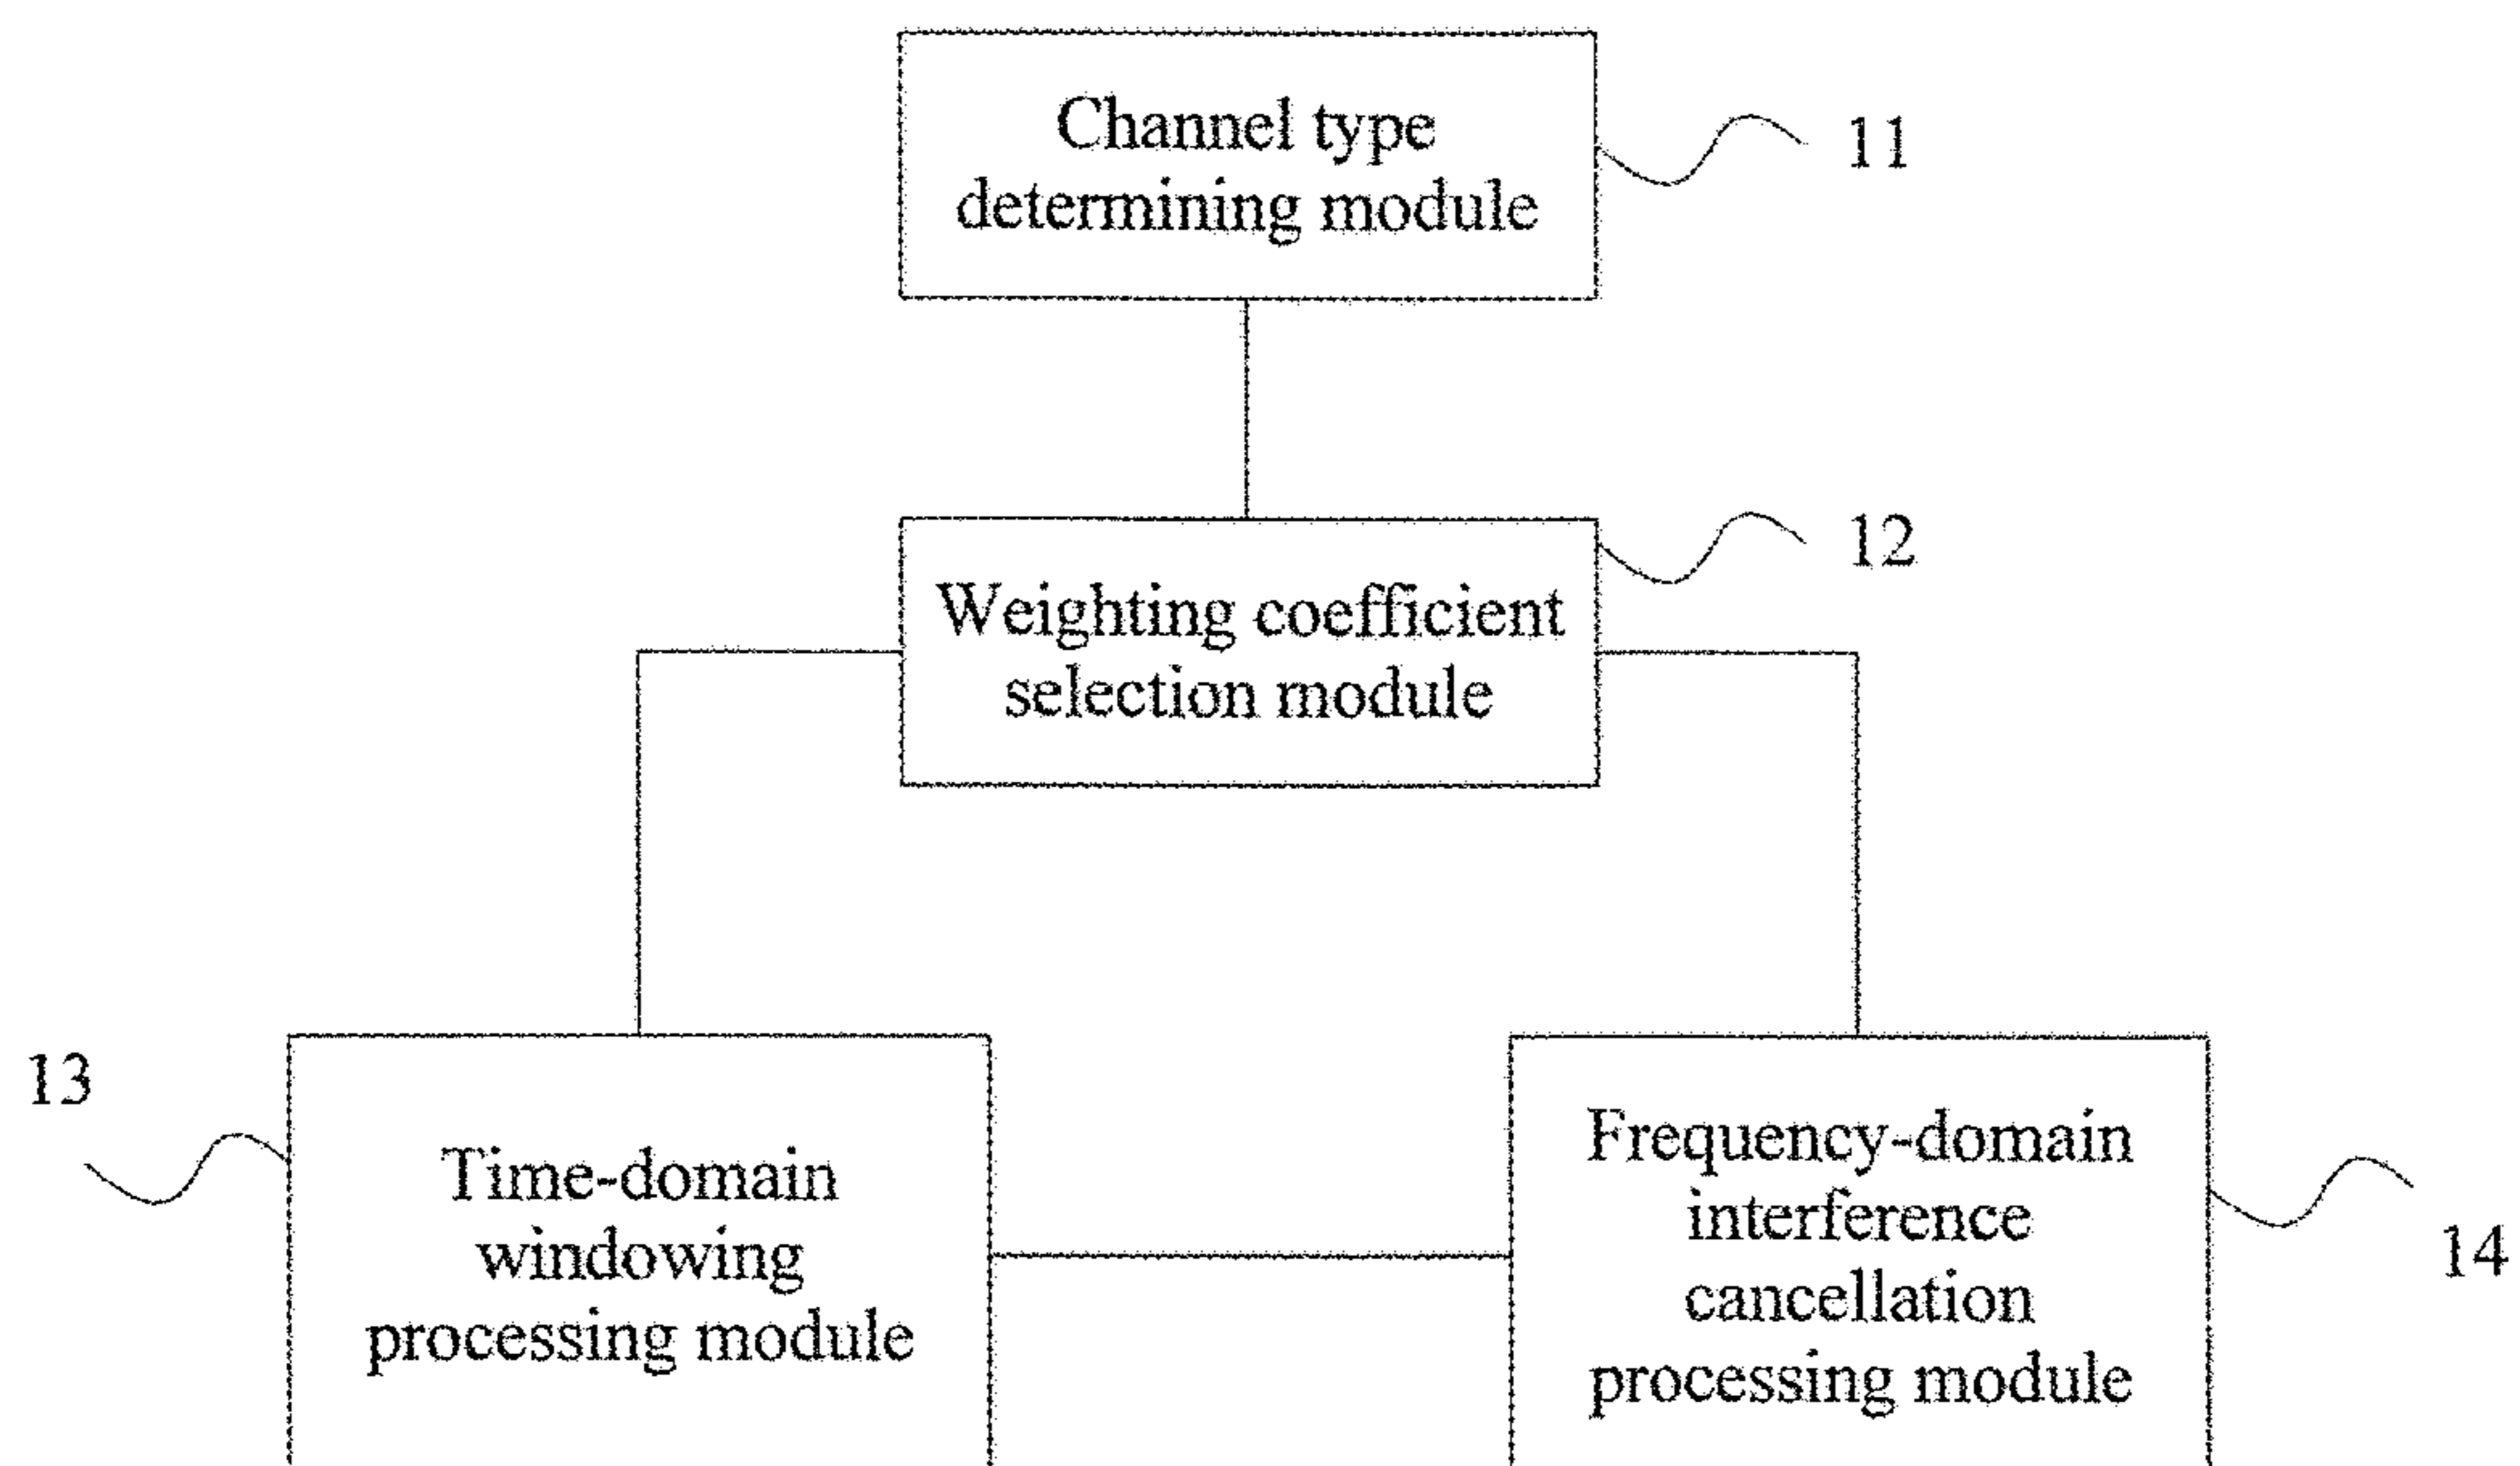 Channel type
determining module
11
Weighting coefficient
selection module
12
13
Time-domain
windowing
processing module
Frequency-domain
interference
cancellation
processing module
14